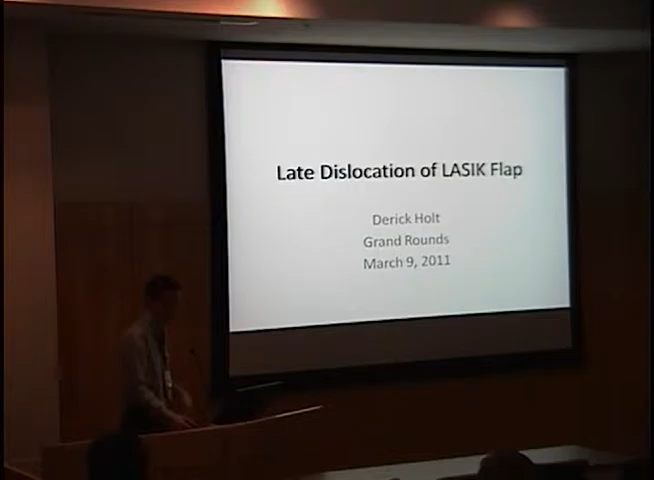 Late Dislocation of LASIK Flap
Derick Holt
Grand Rounds
March 9, 2011